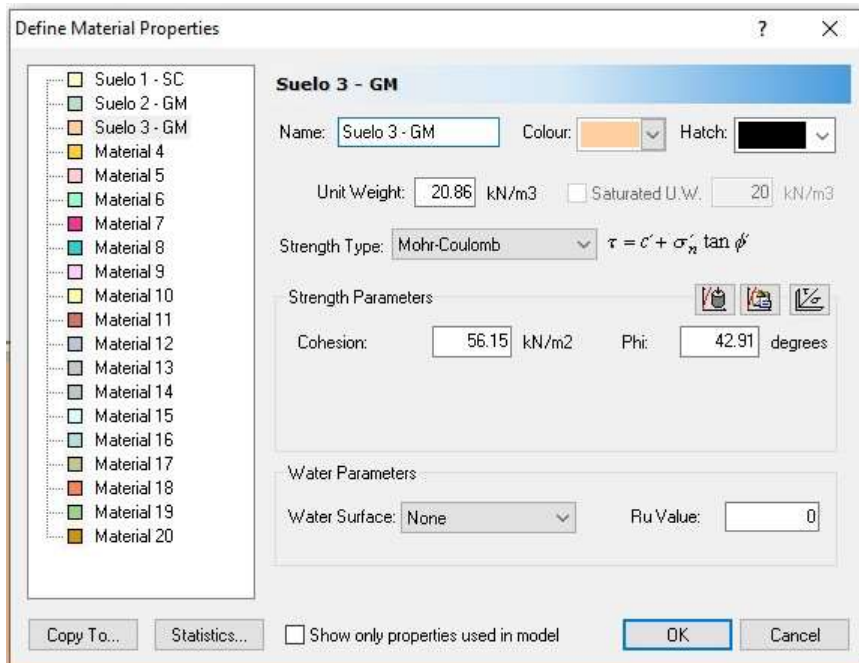 Define Material Properties ? X
Suelo 1 - SC
Suelo 2 - GM
Suelo 3 - GM
Material 4
Material 5
Material 6
Material 7
Material 8
Material 9
Material 10
Material 11
Material 12
Material 13
Material 14
Material 15
Material 16
Material 17
Material 18
Material 19
Material 20
Suelo 3 - GM
Name: Suelo 3 - GM Colour: Hatch:
Unit Weight: 20.86 kN/m3 Saturated U.W. 20 kN/m3
Strength Type: Mohr-Coulomb τ = c´ + σ´n tan φ´
Strength Parameters
Cohesion: 56.15 kN/m2 Phi: 42.91 degrees
Water Parameters
Water Surface: None Ru Value: 0
Copy To... Statistics... Show only properties used in model OK Cancel